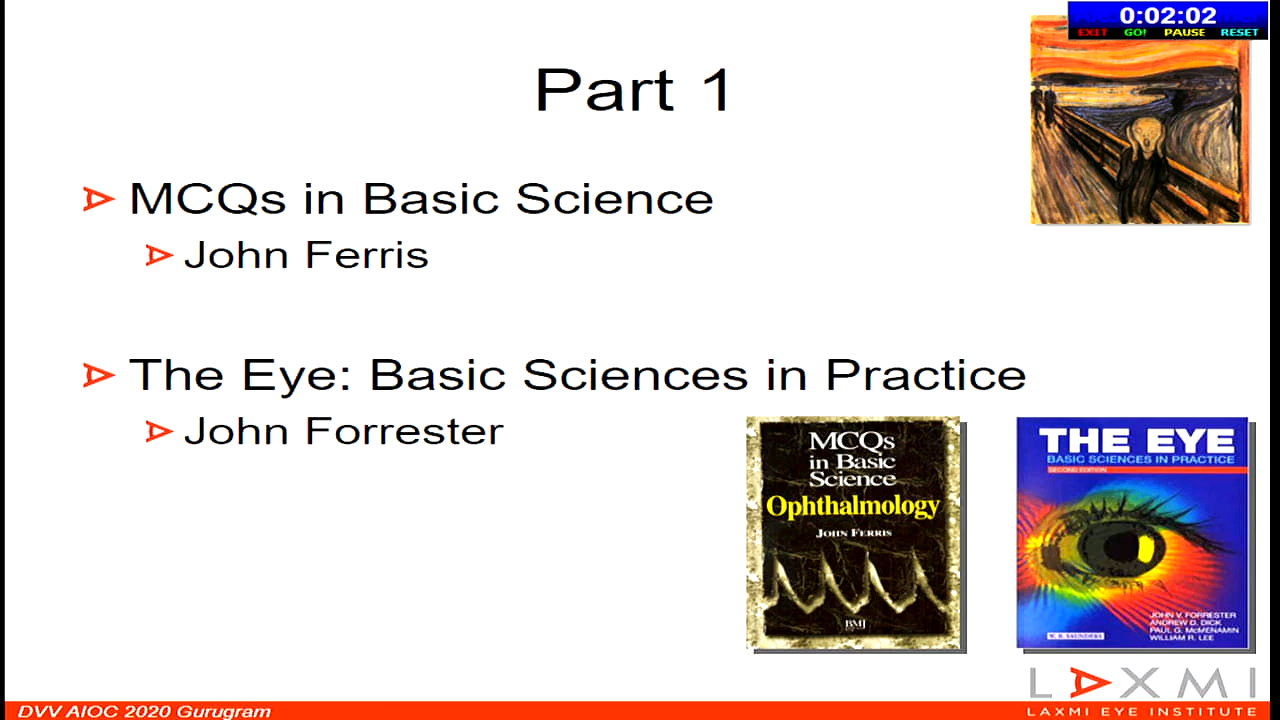 0:02:02
EXIT GO! PAUSE RESET
Part 1
MCQs in Basic Science
John Ferris
The Eye: Basic Sciences in Practice
John Forrester
MCQs
in Basic
Science
Ophthalmology
JOHN FERRIS
BMJ
THE EYE
BASIC SCIENCES IN PRACTICE
SECOND EDITION
JOHN V. FORRESTER
ANDREW D. DICK
PAUL G. McMENAMIN
WILLIAM R. LEE
W. B. SAUNDERS
LAXMI
LAXMI EYE INSTITUTE
DVV AIOC 2020 Gurugram